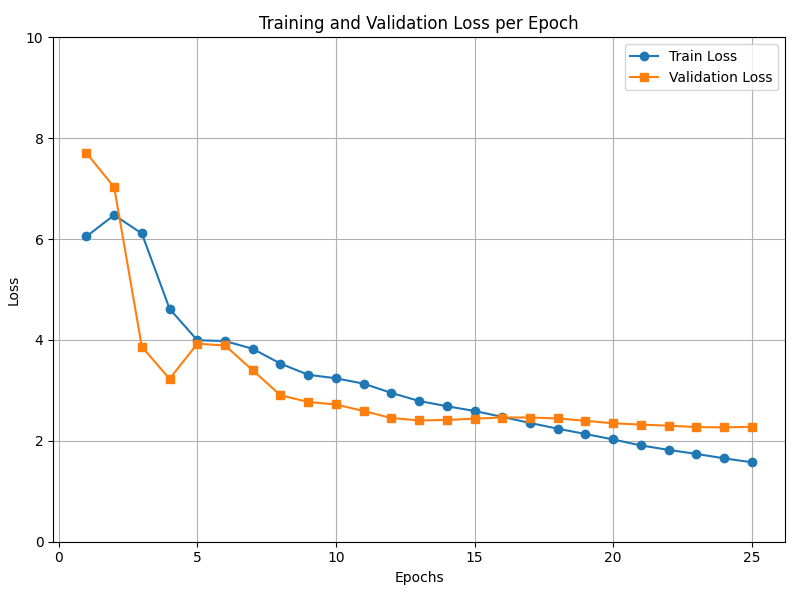 Training and Validation Loss per Epoch
Train Loss
Validation Loss
10
8
6
4
2
0
Loss
0 5 10 15 20 25
Epochs